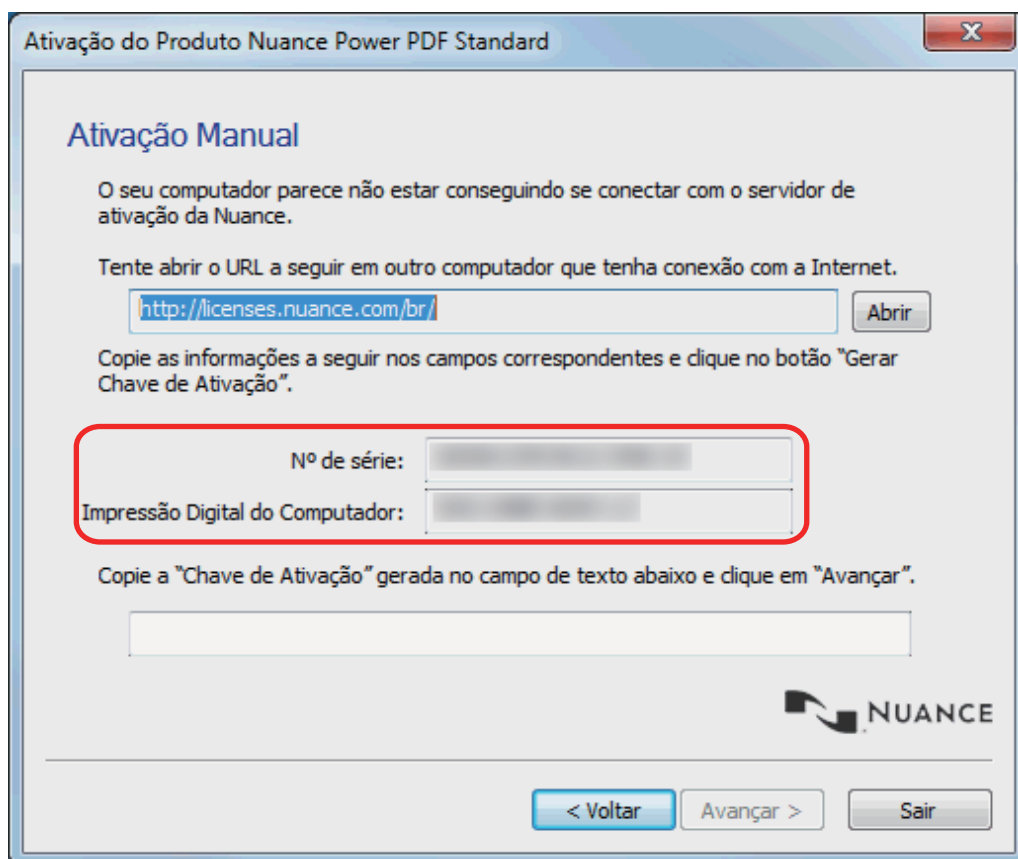 Ativação do Produto Nuance Power PDF Standard
Ativação Manual
O seu computador parece não estar conseguindo se conectar com o servidor de
ativação da Nuance.
Tente abrir o URL a seguir em outro computador que tenha conexão com a Internet.
http://licenses.nuance.com/br/
Abrir
Copie as informações a seguir nos campos correspondentes e clique no botão “Gerar
Chave de Ativação”.
Nº de série:
Impressão Digital do Computador:
Copie a “Chave de Ativação” gerada no campo de texto abaixo e clique em “Avançar”.
NUANCE
< Voltar Avançar > Sair